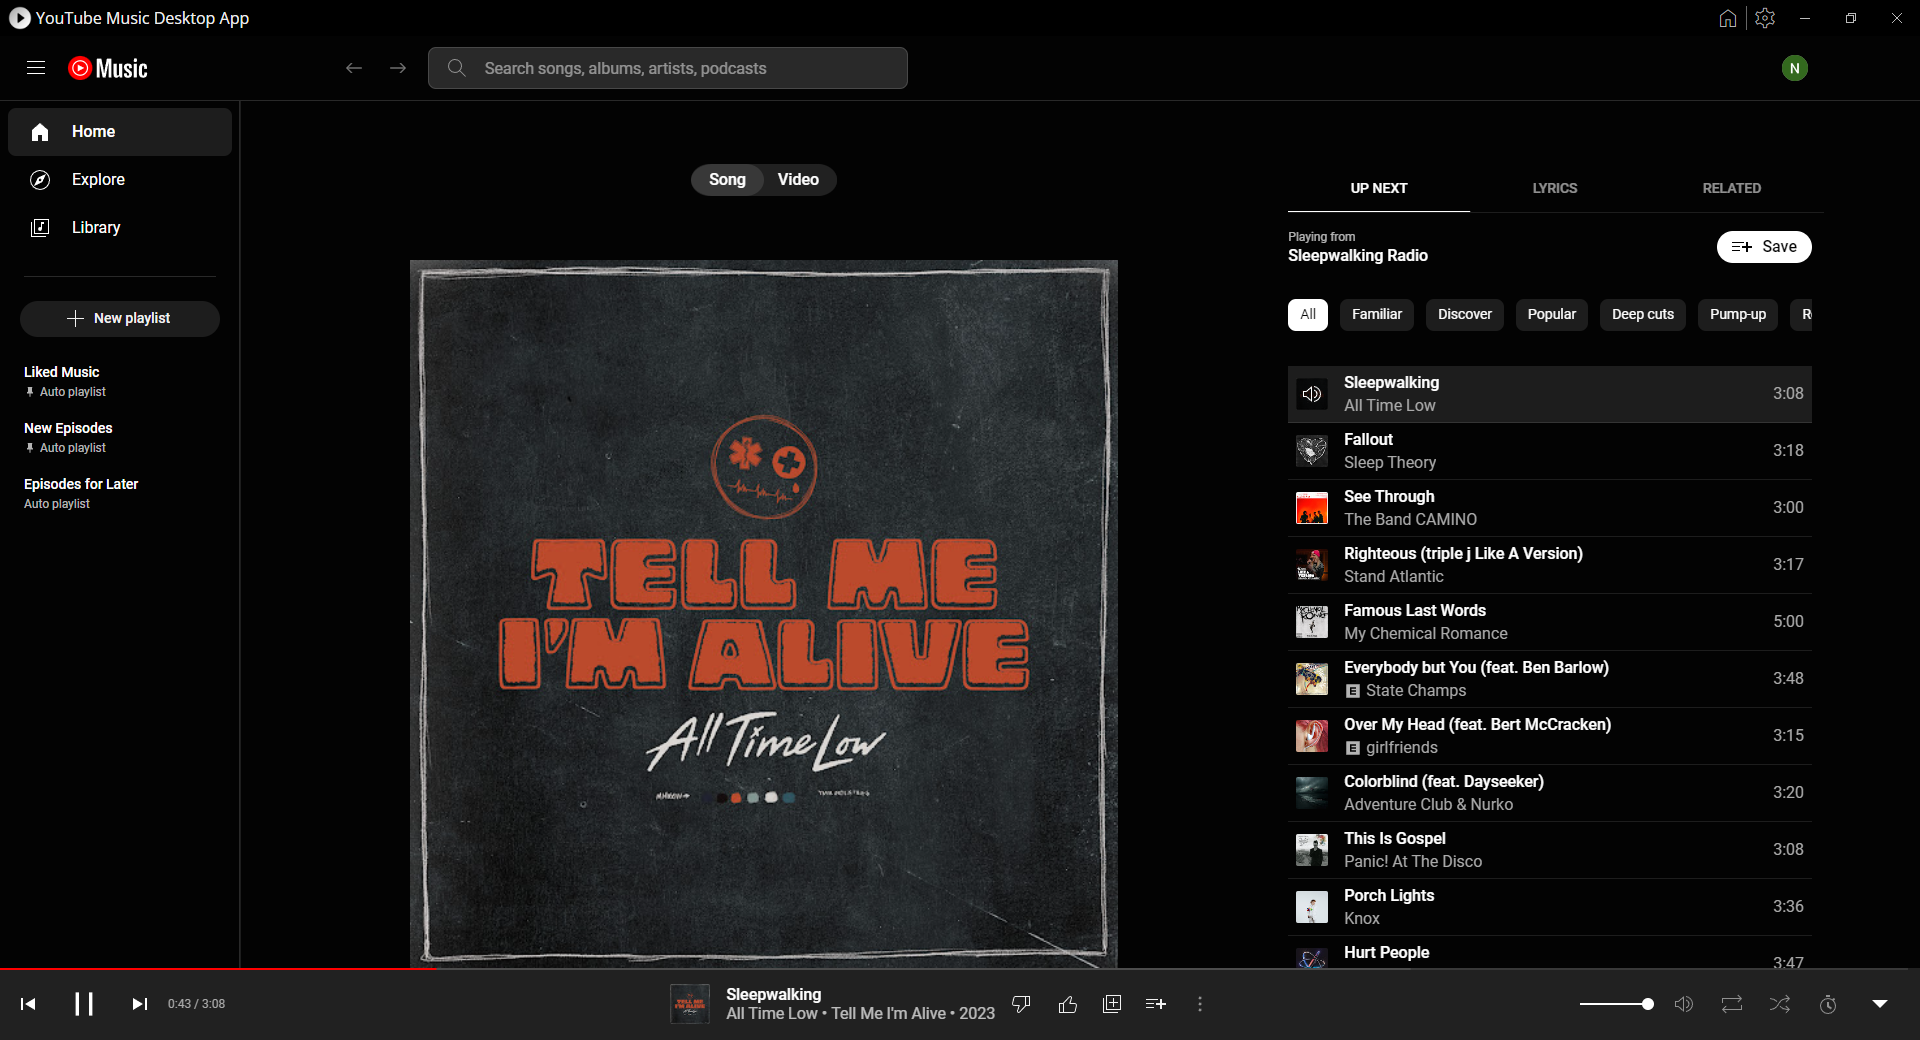 YouTube Music Desktop App
Music
Search songs, albums, artists, podcasts
N
Home
Explore
Library
New playlist
Liked Music
Auto playlist
New Episodes
Auto playlist
Episodes for Later
Auto playlist
Song
Video
TELL ME
I'M ALIVE
All Time Low
UP NEXT
LYRICS
RELATED
Playing from
Sleepwalking Radio
Save
All
Familiar
Discover
Popular
Deep cuts
Pump-up
Sleepwalking
All Time Low
3:08
Fallout
Sleep Theory
3:18
See Through
The Band CAMINO
3:00
Righteous (triple j Like A Version)
Stand Atlantic
3:17
Famous Last Words
My Chemical Romance
5:00
Everybody but You (feat. Ben Barlow)
E State Champs
3:48
Over My Head (feat. Bert McCracken)
E girlfriends
3:15
Colorblind (feat. Dayseeker)
Adventure Club & Nurko
3:20
This Is Gospel
Panic! At The Disco
3:08
Porch Lights
Knox
3:36
Hurt People
3:47
0:43 / 3:08
Sleepwalking
All Time Low • Tell Me I'm Alive • 2023